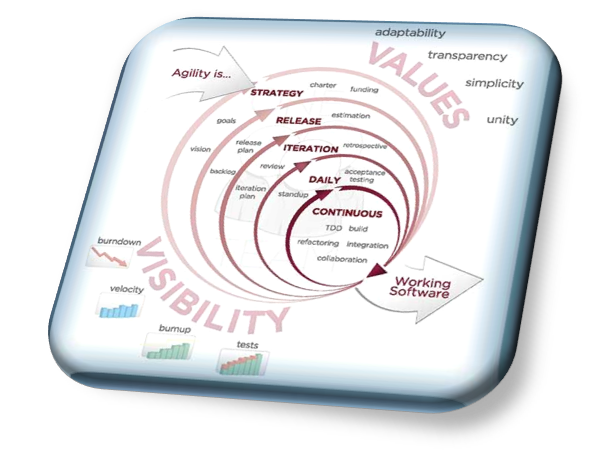 adaptability
transparency
simplicity
unity
VALUES
Agility is...
STRATEGY
charter
funding
goals
vision
RELEASE
estimation
release
plan
backlog
ITERATION
retrospective
review
iteration
plan
DAILY
acceptance
testing
standup
CONTINUOUS
TDD build
refactoring integration
collaboration
Working
Software
VISIBILITY
burndown
velocity
bumup
tests